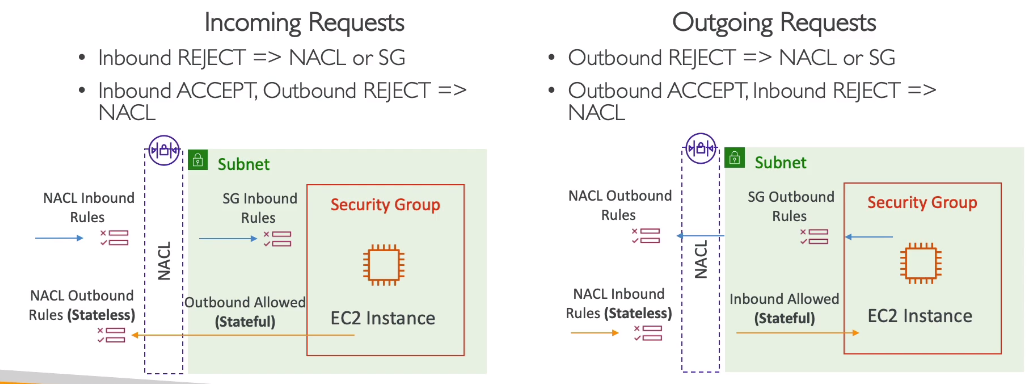 Incoming Requests
• Inbound REJECT => NACL or SG
• Inbound ACCEPT, Outbound REJECT =>
NACL
Subnet
NACL Inbound
Rules
SG Inbound
Rules
Security Group
NACL
NACL Outbound
Rules (Stateless)
Outbound Allowed
(Stateful)
EC2 Instance
Outgoing Requests
• Outbound REJECT => NACL or SG
• Outbound ACCEPT, Inbound REJECT =>
NACL
Subnet
NACL Outbound
Rules
SG Outbound
Rules
Security Group
NACL
NACL Inbound
Rules (Stateless)
Inbound Allowed
(Stateful)
EC2 Instance